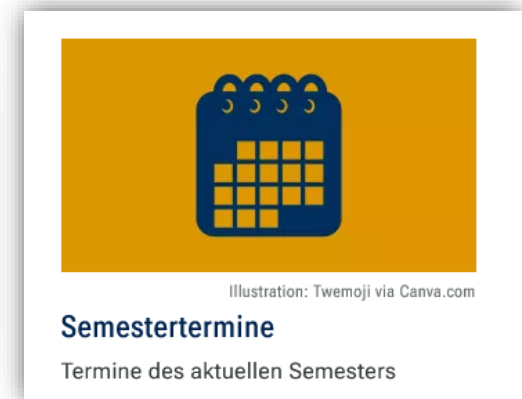 Illustration: Twemoji via Canva.com
Semestertermine
Termine des aktuellen Semesters